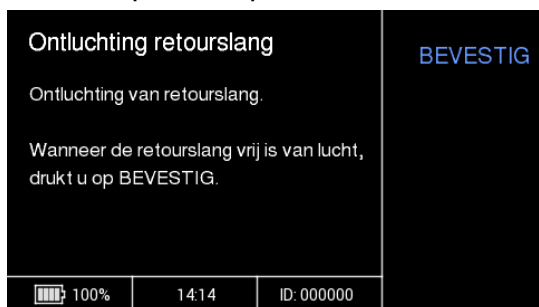 Ontluchting retourslang
BEVESTIG
Ontluchting van retourslang.
Wanneer de retourslang vrij is van lucht,
drukt u op BEVESTIG.
100%
14:14
ID: 000000